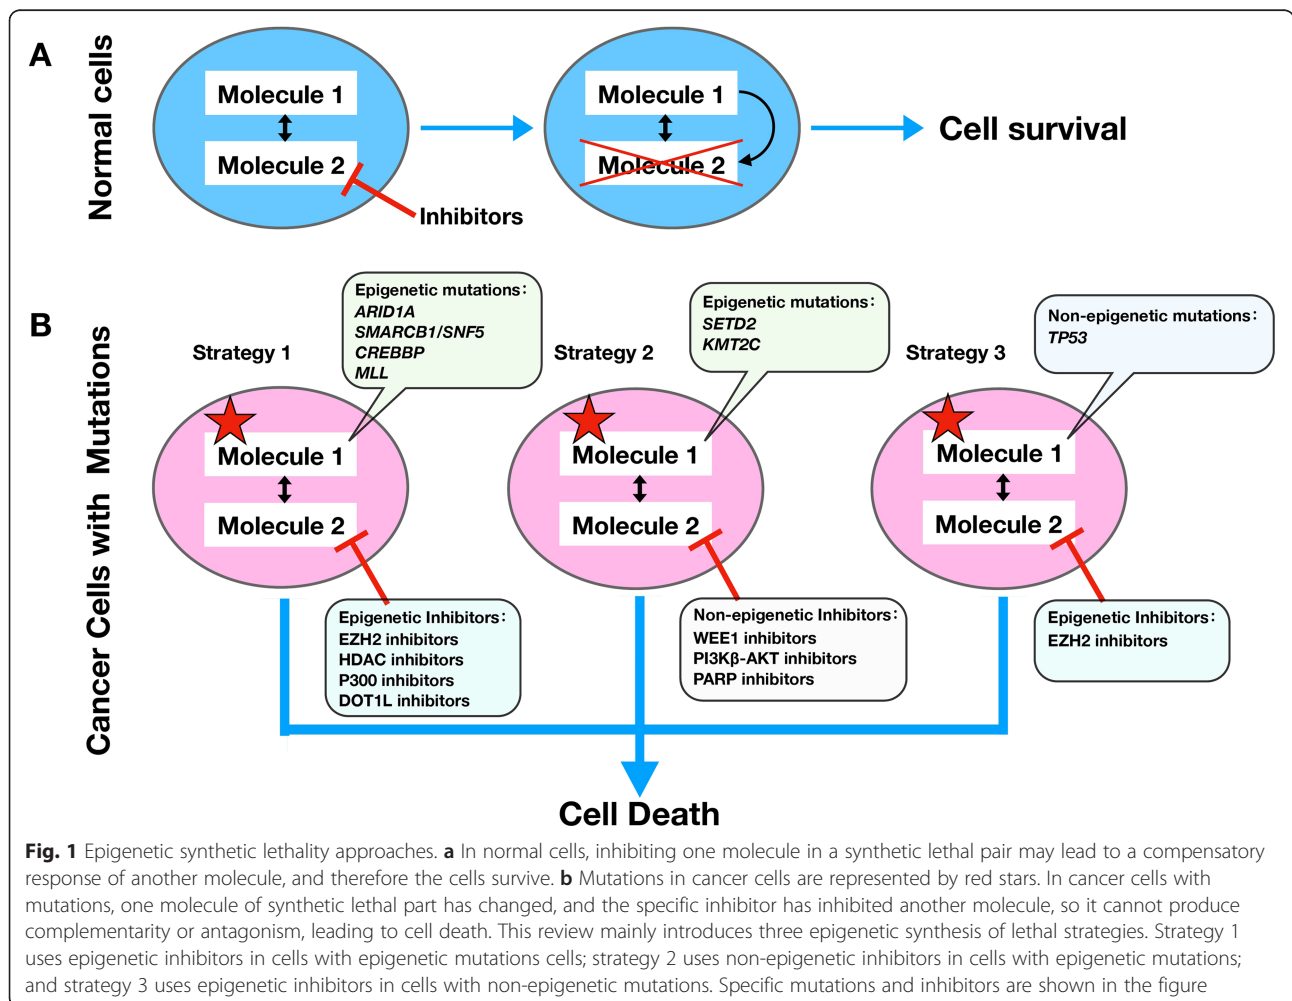 A
Normal cells
Molecule 1
Molecule 2
Inhibitors
Molecule 1
Molecule 2
Cell survival
B
Cancer Cells with Mutations
Strategy 1
Epigenetic mutations:
ARID1A
SMARCB1/SNF5
CREBBP
MLL
Molecule 1
Molecule 2
Epigenetic Inhibitors:
EZH2 inhibitors
HDAC inhibitors
P300 inhibitors
DOT1L inhibitors
Strategy 2
Epigenetic mutations:
SETD2
KMT2C
Molecule 1
Molecule 2
Non-epigenetic Inhibitors:
WEE1 inhibitors
PI3Kβ-AKT inhibitors
PARP inhibitors
Strategy 3
Non-epigenetic mutations:
TP53
Molecule 1
Molecule 2
Epigenetic Inhibitors:
EZH2 inhibitors
Cell Death
Fig. 1 Epigenetic synthetic lethality approaches. a In normal cells, inhibiting one molecule in a synthetic lethal pair may lead to a compensatory
response of another molecule, and therefore the cells survive. b Mutations in cancer cells are represented by red stars. In cancer cells with
mutations, one molecule of synthetic lethal part has changed, and the specific inhibitor has inhibited another molecule, so it cannot produce
complementarity or antagonism, leading to cell death. This review mainly introduces three epigenetic synthesis of lethal strategies. Strategy 1
uses epigenetic inhibitors in cells with epigenetic mutations cells; strategy 2 uses non-epigenetic inhibitors in cells with epigenetic mutations;
and strategy 3 uses epigenetic inhibitors in cells with non-epigenetic mutations. Specific mutations and inhibitors are shown in the figure